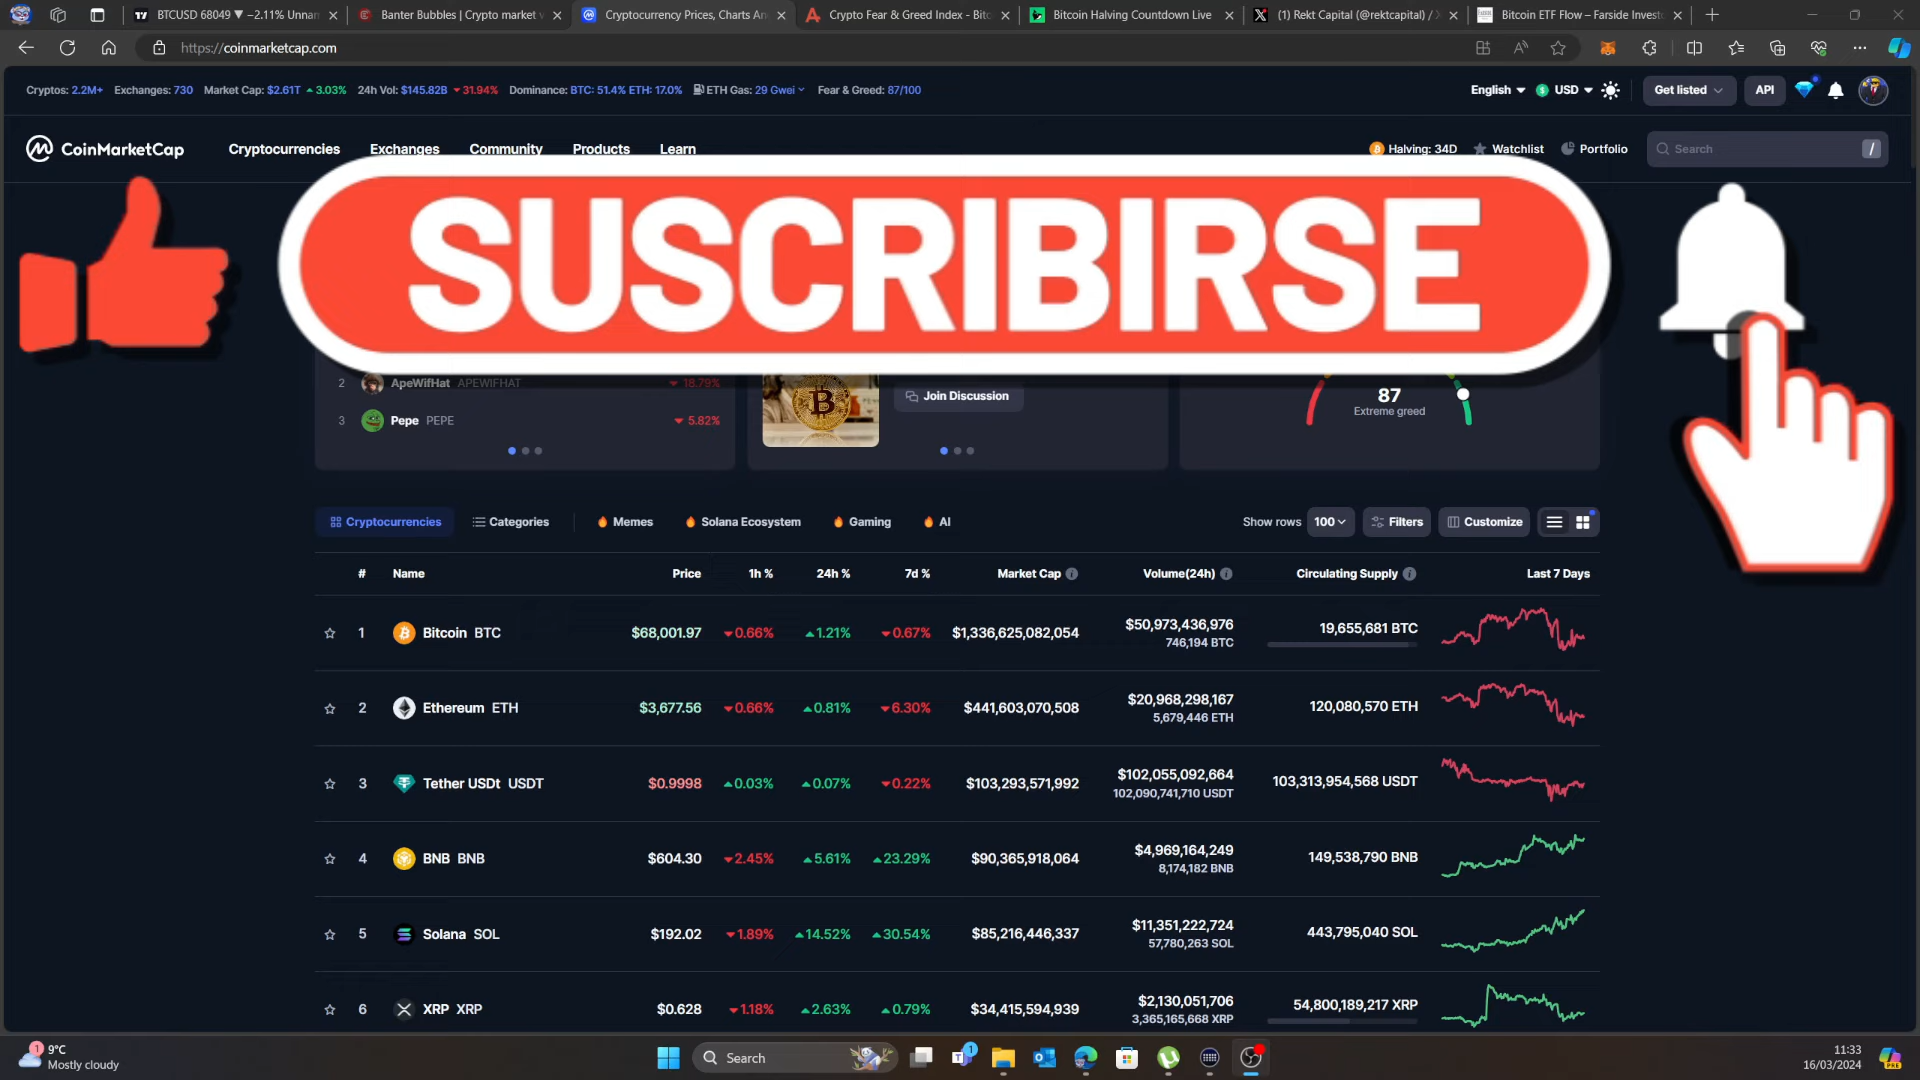 BTCUSD 68049 ▼ −2.11% Unnan
Banter Bubbles | Crypto market v
Cryptocurrency Prices, Charts An
Crypto Fear & Greed Index - Bitc
Bitcoin Halving Countdown Live
(1) Rekt Capital (@rektcapital) / X
Bitcoin ETF Flow – Farside Invest
https://coinmarketcap.com
Cryptos: 2.2M+ Exchanges: 730 Market Cap: $2.61T 3.03% 24h Vol: $145.82B 31.94% Dominance: BTC: 51.4% ETH: 17.0% ETH Gas: 29 Gwei Fear & Greed: 87/100
English USD Get listed API
CoinMarketCap Cryptocurrencies Exchanges Community Products Learn
Halving: 34D Watchlist Portfolio Search /
SUSCRIBIRSE
2 ApeWifHat APEWIFHAT 18.79%
3 Pepe PEPE 5.82%
Join Discussion
87
Extreme greed
Cryptocurrencies Categories Memes Solana Ecosystem Gaming AI
Show rows 100 Filters Customize
# Name Price 1h % 24h % 7d % Market Cap Volume(24h) Circulating Supply Last 7 Days
1 Bitcoin BTC $68,001.97 0.66% 1.21% 0.67% $1,336,625,082,054 $50,973,436,976 19,655,681 BTC
746,194 BTC
2 Ethereum ETH $3,677.56 0.66% 0.81% 6.30% $441,603,070,508 $20,968,298,167 120,080,570 ETH
5,679,446 ETH
3 Tether USDt USDT $0.9998 0.03% 0.07% 0.22% $103,293,571,992 $102,055,092,664 103,313,954,568 USDT
102,090,741,710 USDT
4 BNB BNB $604.30 2.45% 5.61% 23.29% $90,365,918,064 $4,969,164,249 149,538,790 BNB
8,174,182 BNB
5 Solana SOL $192.02 1.89% 14.52% 30.54% $85,216,446,337 $11,351,222,724 443,795,040 SOL
57,780,263 SOL
6 XRP XRP $0.628 1.18% 2.63% 0.79% $34,415,594,939 $2,130,051,706 54,800,189,217 XRP
3,365,165,668 XRP
1 9°C
Mostly cloudy
Search
1
11:33
16/03/2024
PRE